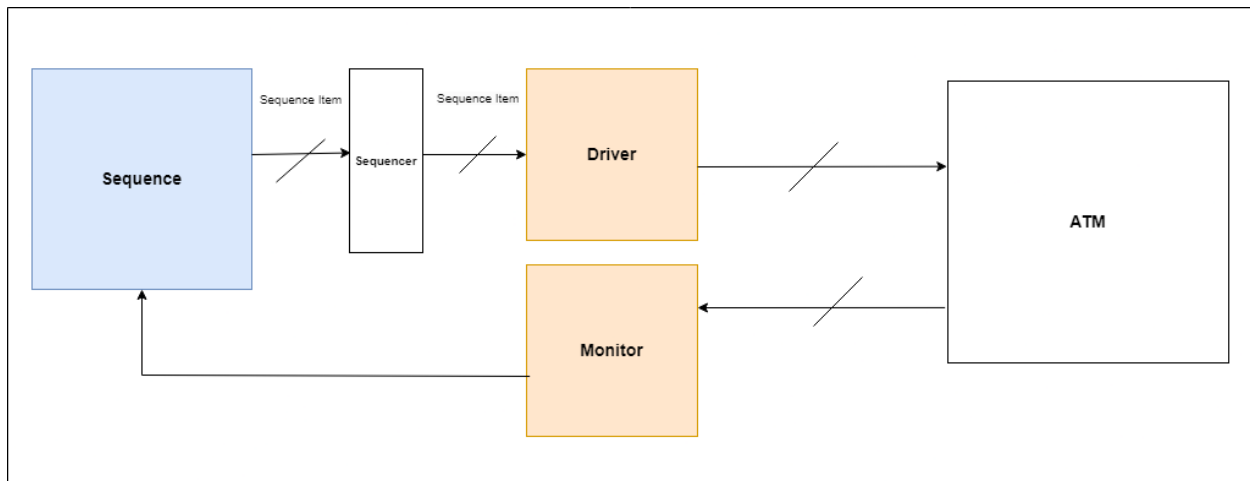 Sequence Item
Sequence Item
Sequence
Sequencer
Driver
ATM
Monitor